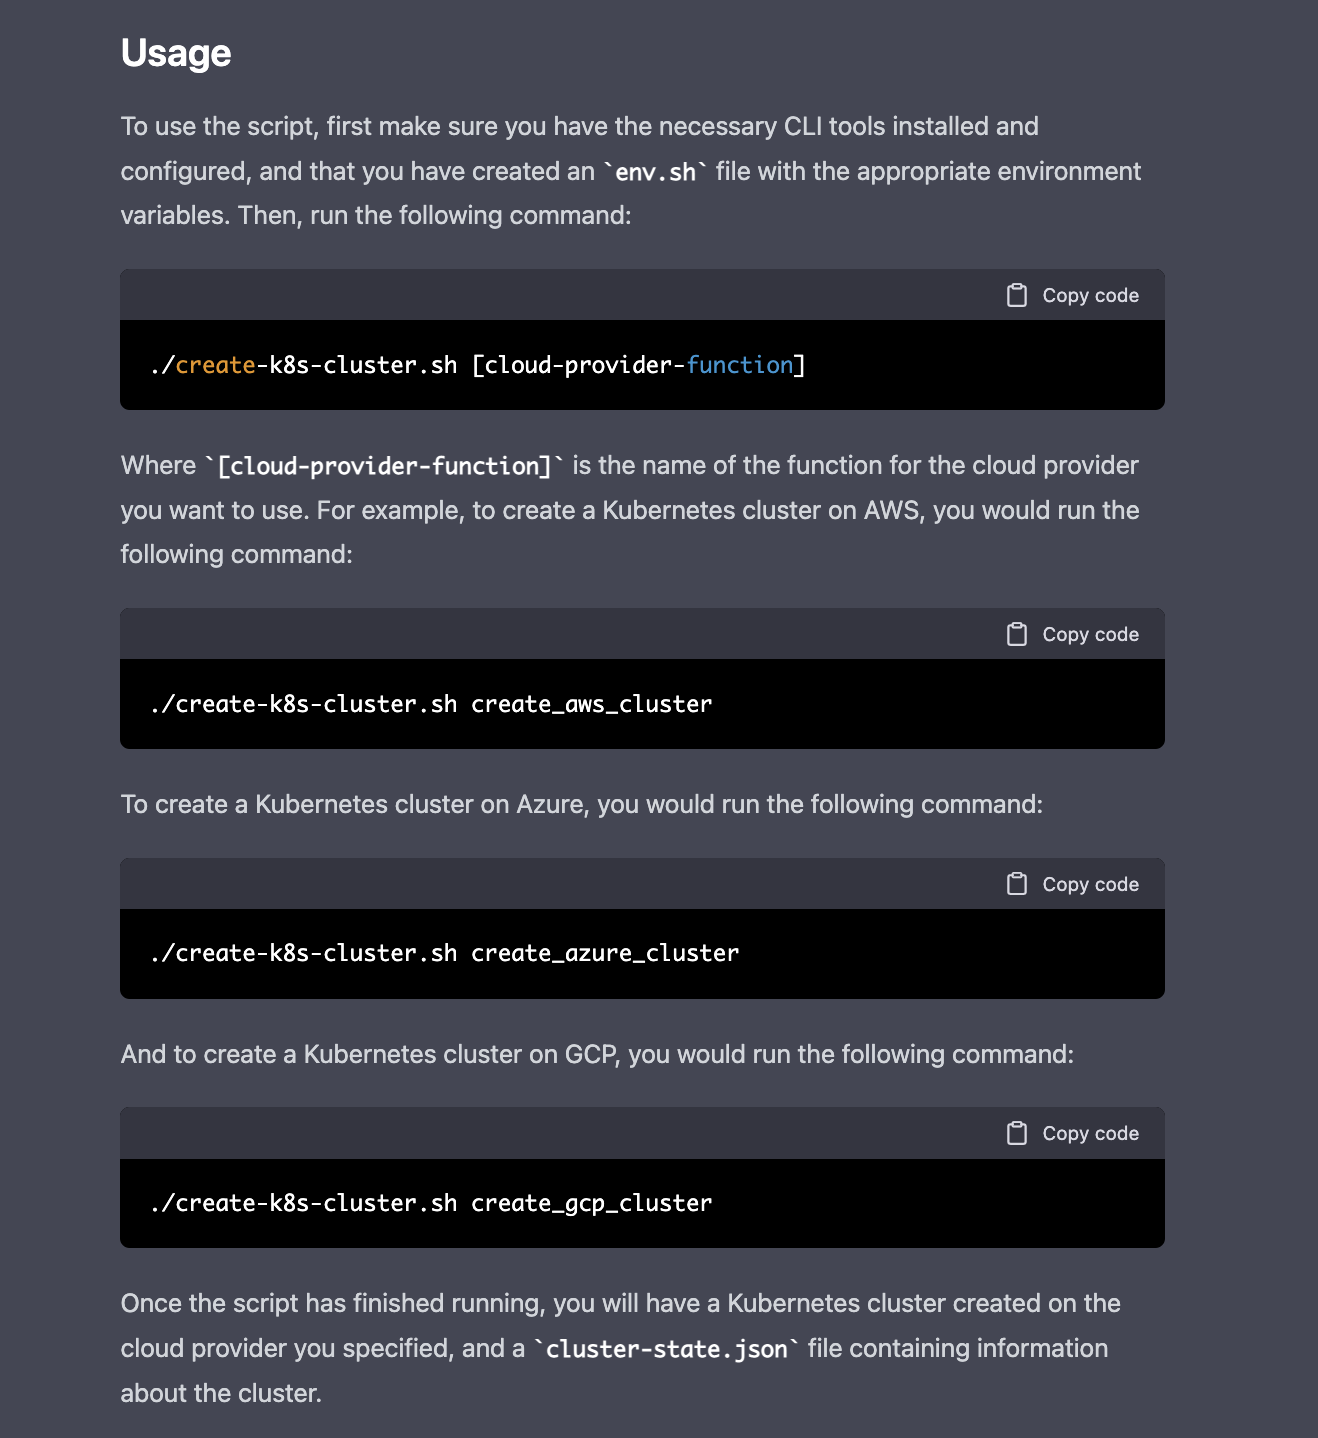 Usage
To use the script, first make sure you have the necessary CLI tools installed and
configured, and that you have created an `env.sh` file with the appropriate environment
variables. Then, run the following command:
Copy code
./create-k8s-cluster.sh [cloud-provider-function]
Where `[cloud-provider-function]` is the name of the function for the cloud provider
you want to use. For example, to create a Kubernetes cluster on AWS, you would run the
following command:
Copy code
./create-k8s-cluster.sh create_aws_cluster
To create a Kubernetes cluster on Azure, you would run the following command:
Copy code
./create-k8s-cluster.sh create_azure_cluster
And to create a Kubernetes cluster on GCP, you would run the following command:
Copy code
./create-k8s-cluster.sh create_gcp_cluster
Once the script has finished running, you will have a Kubernetes cluster created on the
cloud provider you specified, and a `cluster-state.json` file containing information
about the cluster.